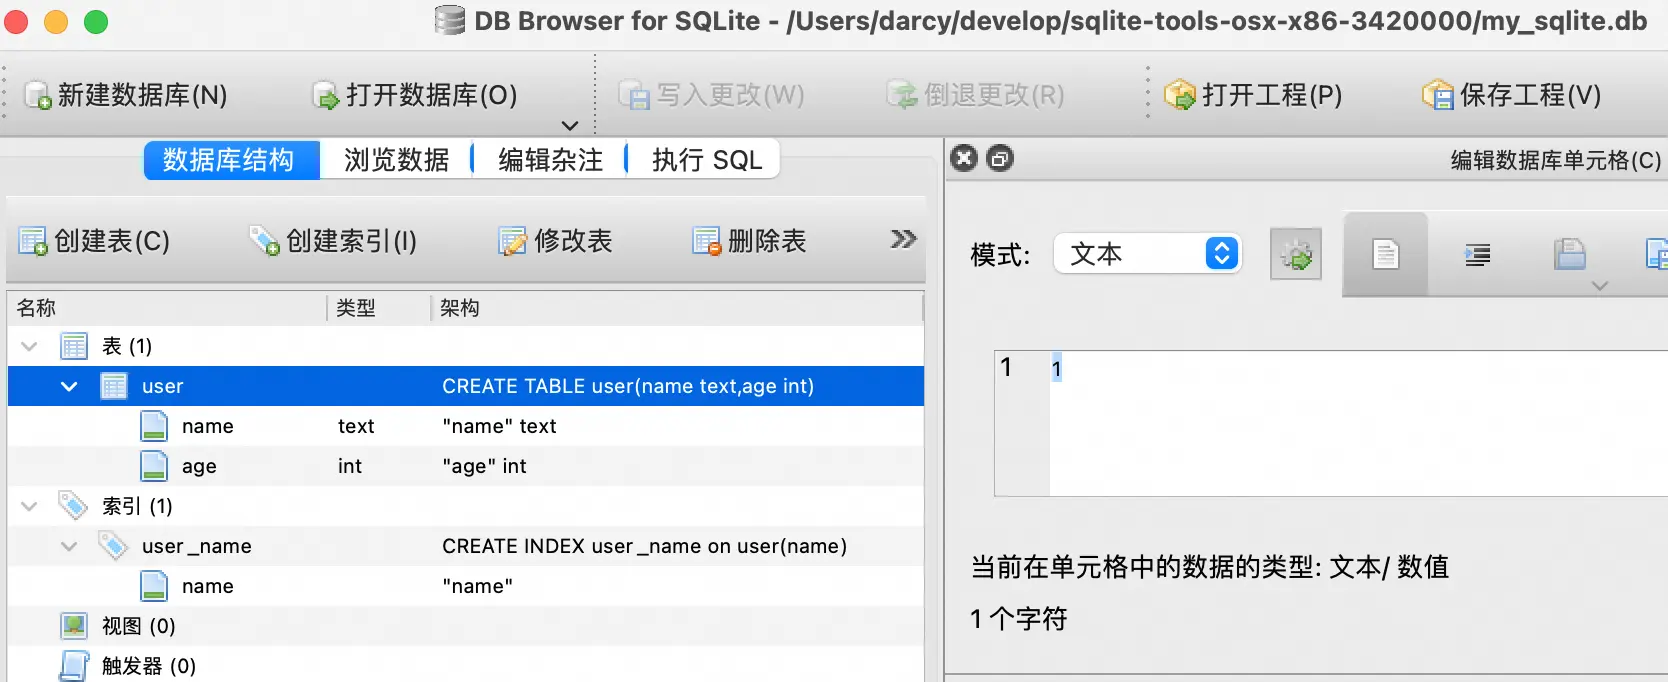 DB Browser for SQLite - /Users/darcy/develop/sqlite-tools-osx-x86-3420000/my_sqlite.db
新建数据库(N) 打开数据库(O) 写入更改(W) 倒退更改(R) 打开工程(P) 保存工程(V)
数据库结构 浏览数据 编辑杂注 执行 SQL
创建表(C) 创建索引(I) 修改表 删除表
名称 类型 架构
表 (1)
user CREATE TABLE user(name text,age int)
name text "name" text
age int "age" int
索引 (1)
user_name CREATE INDEX user_name on user(name)
name "name"
视图 (0)
触发器 (0)
编辑数据库单元格(C)
模式: 文本
1 1
当前在单元格中的数据的类型: 文本/ 数值
1 个字符